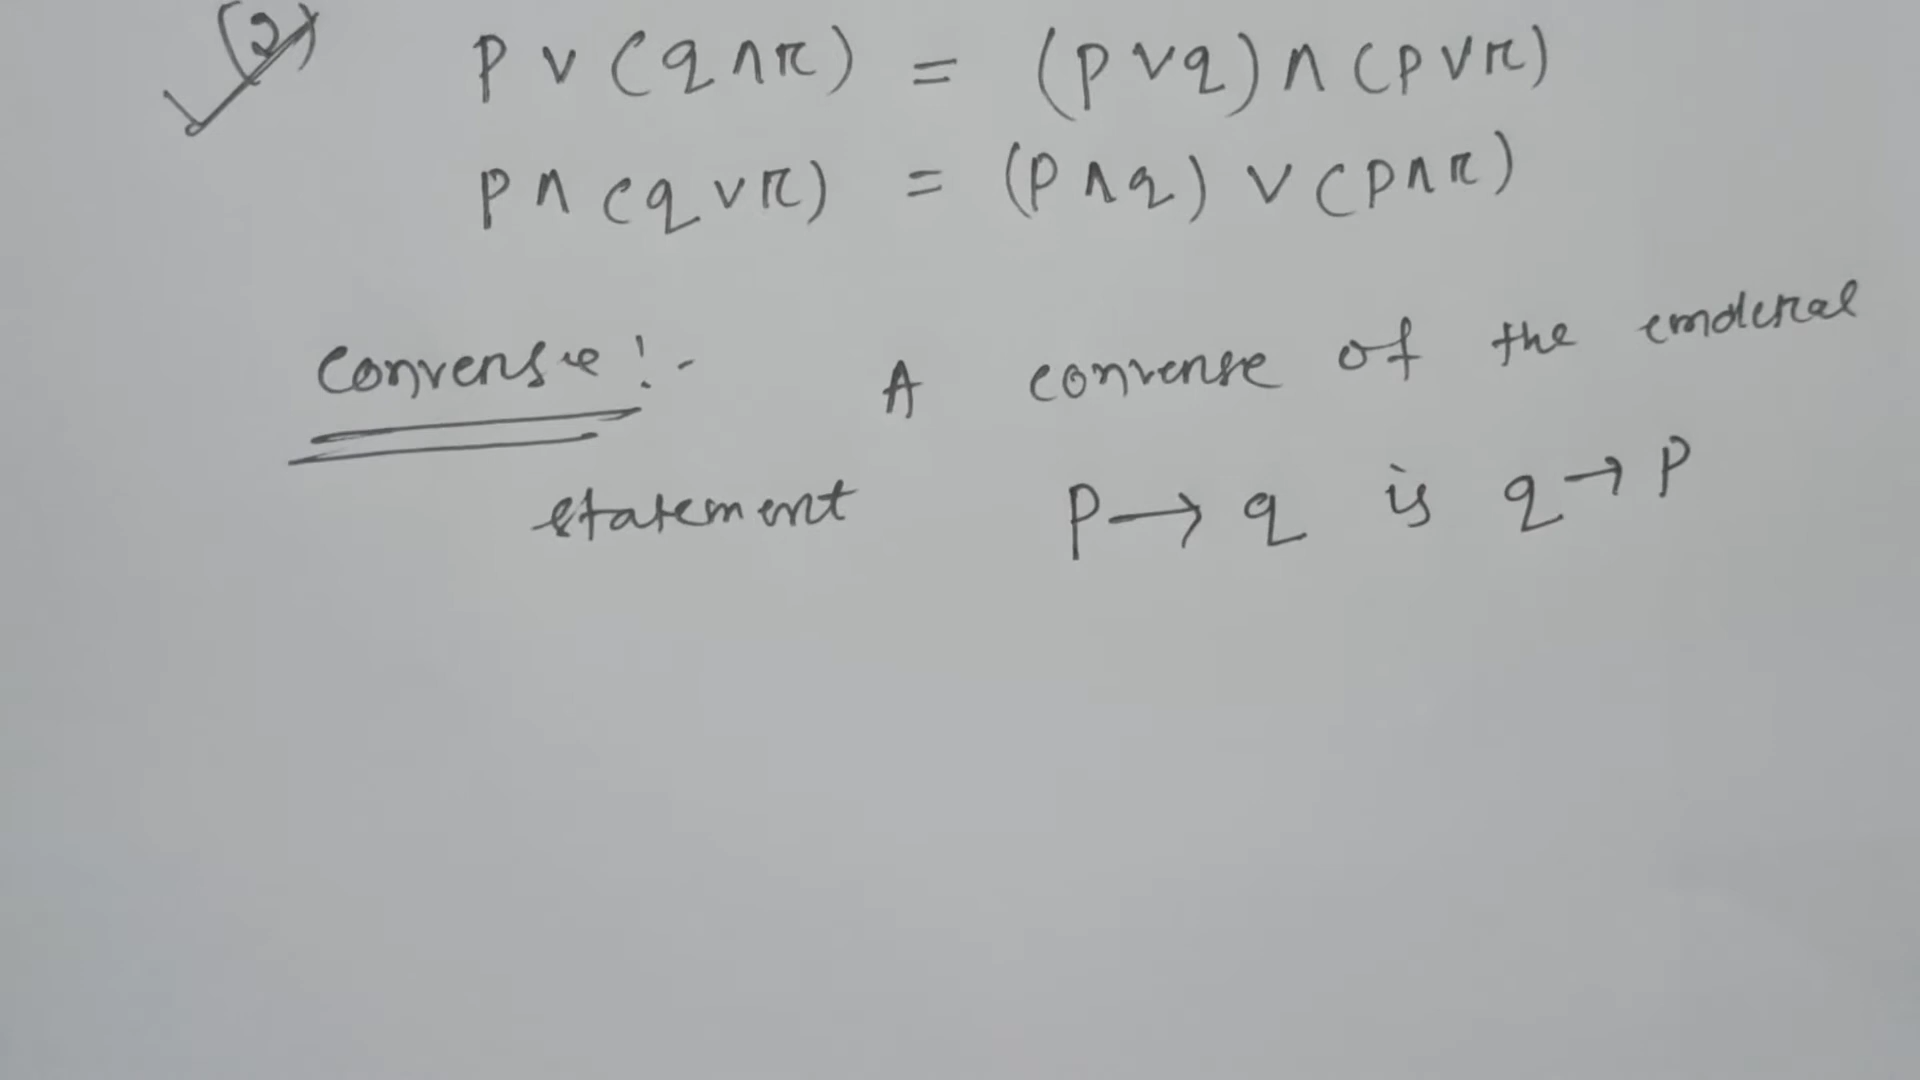 (2) p ∨ (q ∧ r) = (p ∨ q) ∧ (p ∨ r)
p ∧ (q ∨ r) = (p ∧ q) ∨ (p ∧ r)
Converse :- A converse of the
statement p → q is q → p